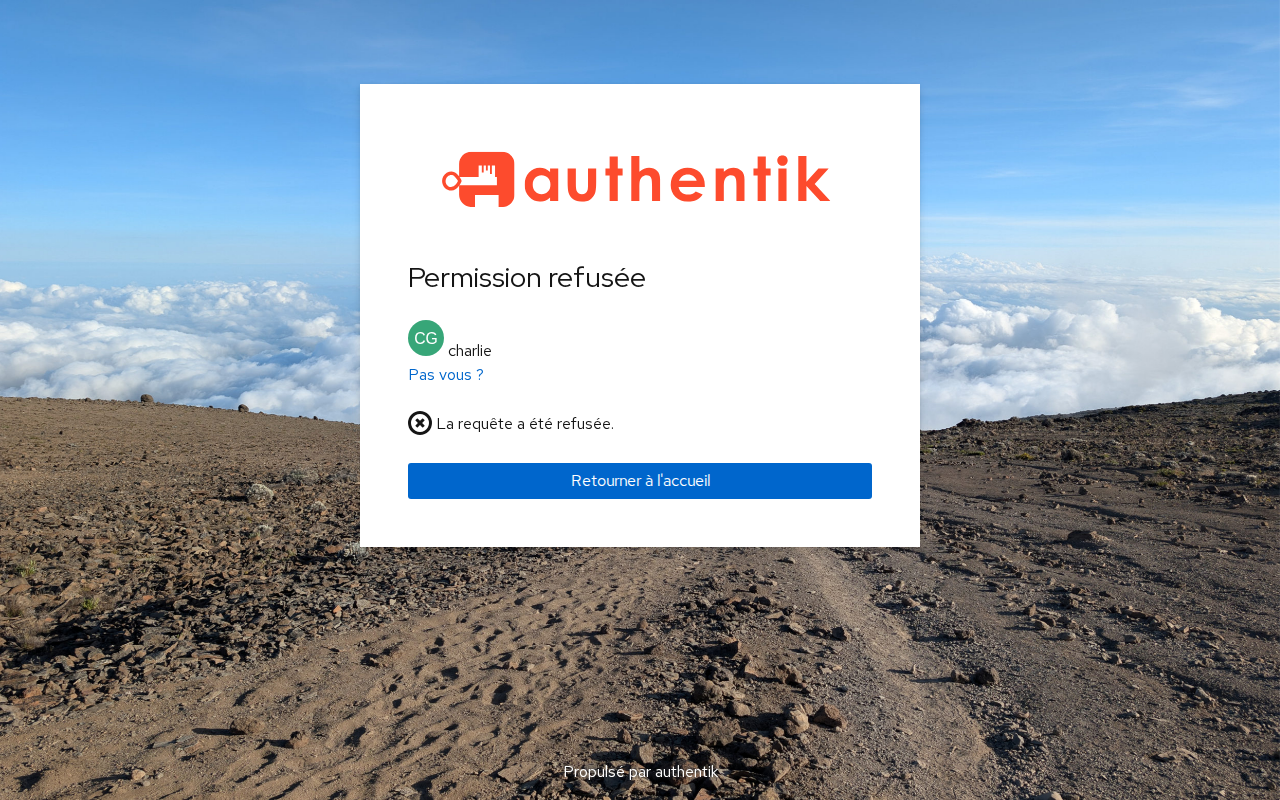 authentik
Permission refusée
CG
charlie
Pas vous ?
La requête a été refusée.
Retourner à l'accueil
Propulsé par authentik